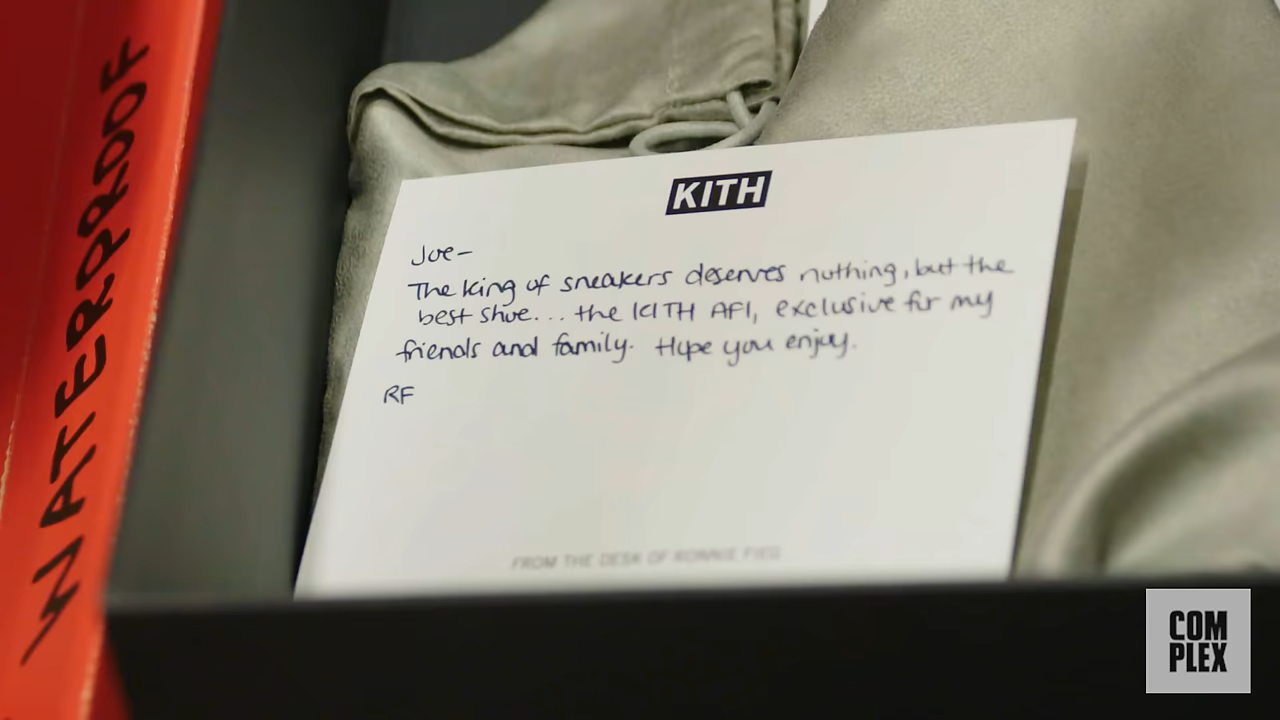 WATERPROOF
KITH
Joe-
The king of sneakers deserves nothing, but the
best shoe... the KITH AF1, exclusive for my
friends and family. Hope you enjoy.
RF
FROM THE DESK OF RONNIE FIEG
COM
PLEX